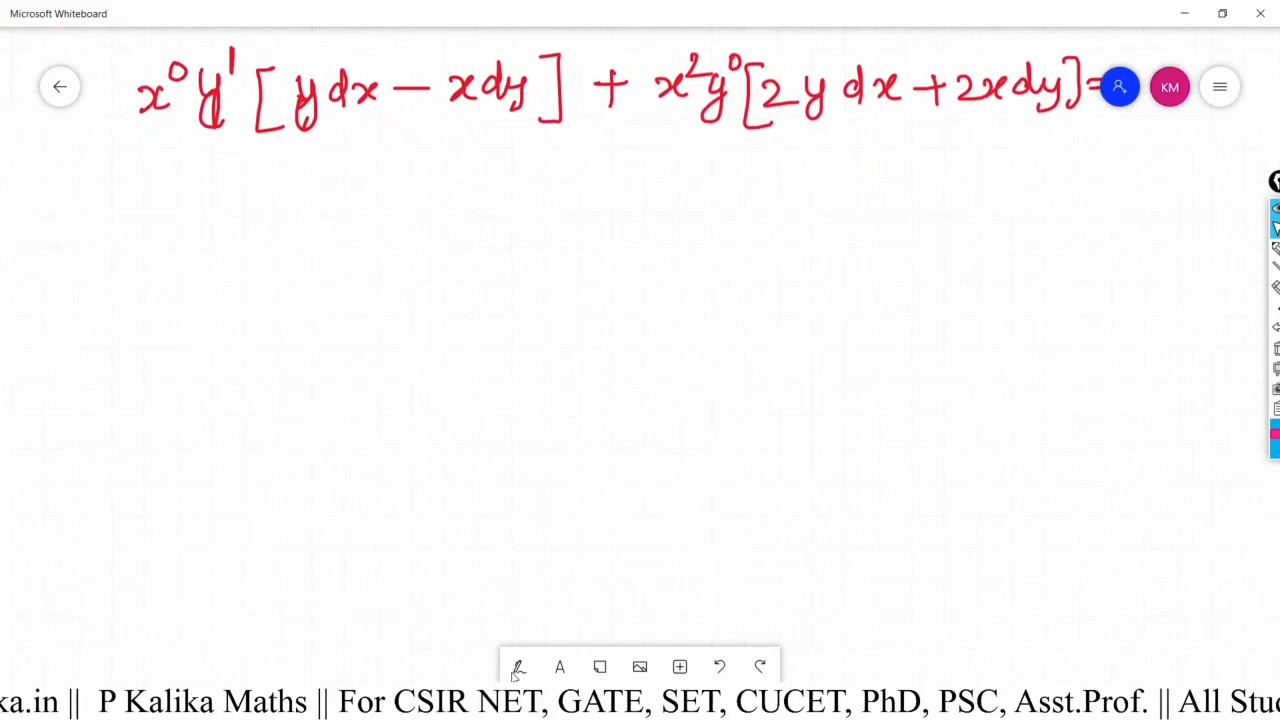 Microsoft Whiteboard
x⁰y¹[ydx − xdy] + x²y⁰[2ydx + 2xdy] =
KM
A
ka.in || P Kalika Maths || For CSIR NET, GATE, SET, CUCET, PhD, PSC, Asst.Prof. || All Stu